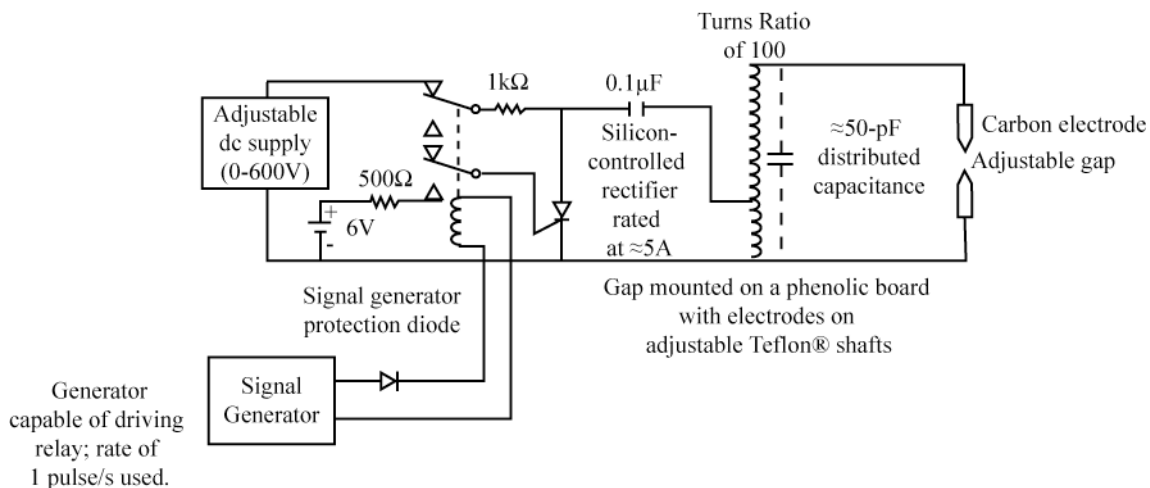 Turns Ratio
of 100
1kΩ
0.1µF
Adjustable
dc supply
(0-600V)
Silicon-
controlled
rectifier
rated
at ≈5A
≈50-pF
distributed
capacitance
Carbon electrode
Adjustable gap
500Ω
+
6V
-
Signal generator
protection diode
Gap mounted on a phenolic board
with electrodes on
adjustable Teflon® shafts
Signal
Generator
Generator
capable of driving
relay; rate of
1 pulse/s used.